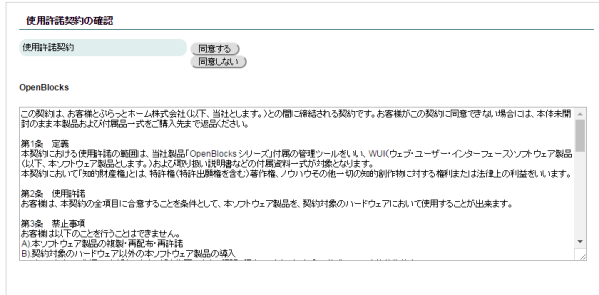 使用許諾契約の確認
使用許諾契約
同意する
同意しない
OpenBlocks
この契約は、お客様とぷらっとホーム株式会社(以下、当社とします。)との間に締結される契約です。お客様がこの契約に同意できない場合には、本体未開
封のまま本製品および付属品一式をご購入先まで返品ください。
第1条　定義
本契約における使用許諾の範囲は、当社製品「OpenBlocksシリーズ」付属の管理ツールをいい、WUI(ウェブ・ユーザー・インターフェース)ソフトウェア製品
(以下、本ソフトウェア製品とします。)および取り扱い説明書などの付属資料一式が対象となります。
本契約において「知的財産権」とは、特許権(特許出願権を含む)著作権、ノウハウその他一切の知的創作物に対する権利または法律上の利益をいいます。
第2条　使用許諾
お客様は、本契約の全項目に合意することを条件として、本ソフトウェア製品を、契約対象のハードウェアにおいて使用することが出来ます。
第3条　禁止事項
お客様は以下のことを行うことはできません。
A)本ソフトウェア製品の複製・再配布・再許諾
B)契約対象のハードウェア以外の本ソフトウェア製品の導入